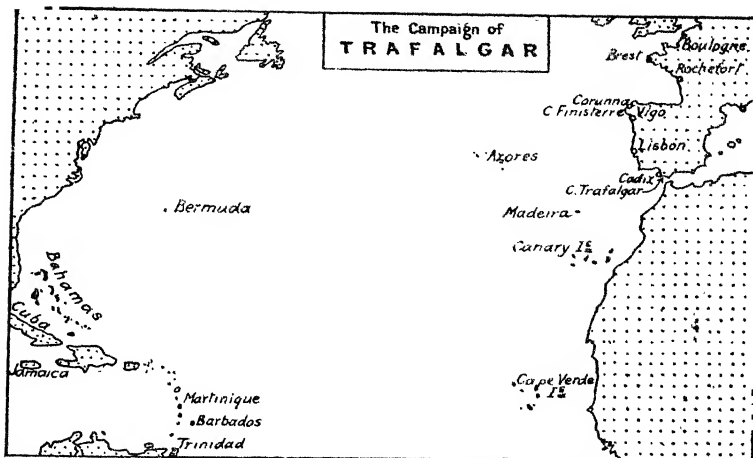 The Campaign of
TRAFALGAR
Boulogne
Brest
Rochefort
Corunna
C Finisterre Vigo
Lisbon
Azores
Cadix
C. Trafalgar
Bermuda
Madeira
Canary Is
Bahamas
Cuba
Jamaica
Cape Verde
Is
Martinique
Barbados
Trinidad